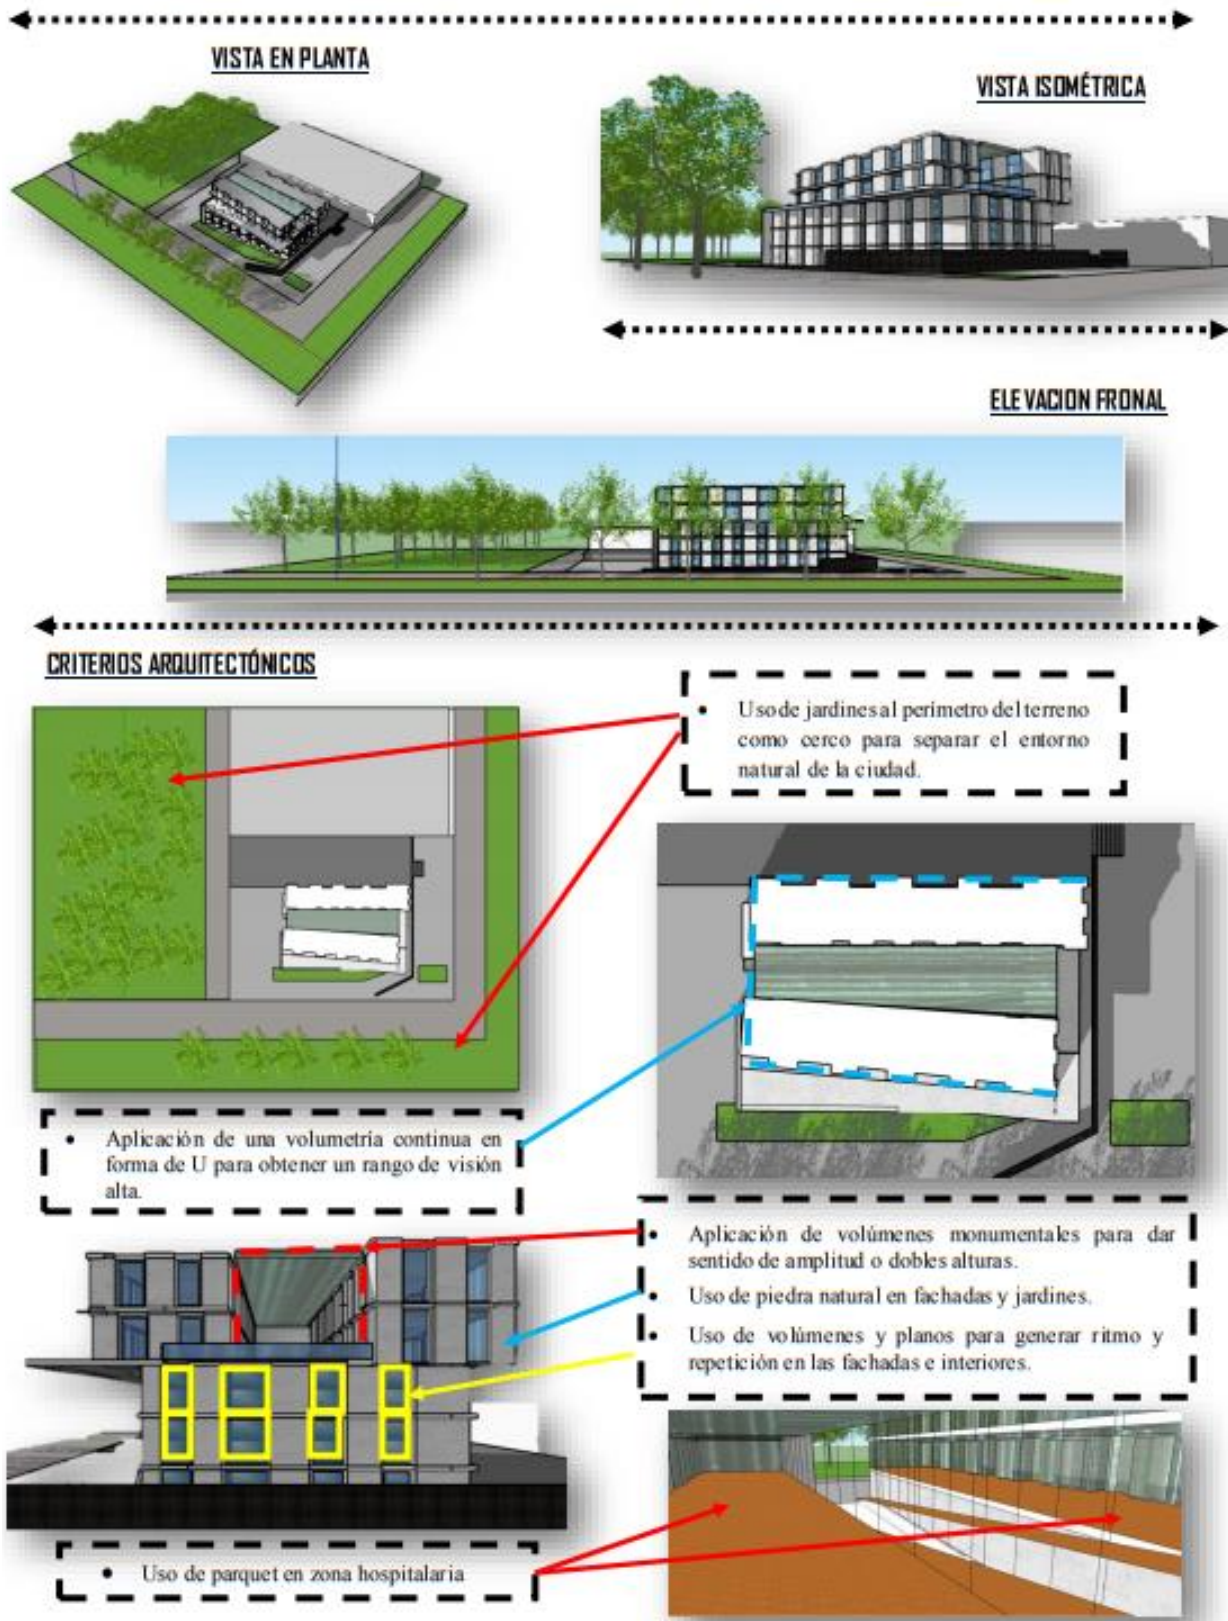 VISTA EN PLANTA
VISTA ISOMÉTRICA
ELEVACION FRONAL
CRITERIOS ARQUITECTÓNICOS
• Uso de jardines al perímetro del terreno
como cerco para separar el entorno
natural de la ciudad.
• Aplicación de una volumetría continua en
forma de U para obtener un rango de visión
alta.
• Aplicación de volúmenes monumentales para dar
sentido de amplitud o dobles alturas.
• Uso de piedra natural en fachadas y jardines.
• Uso de volúmenes y planos para generar ritmo y
repetición en las fachadas e interiores.
• Uso de parquet en zona hospitalaria